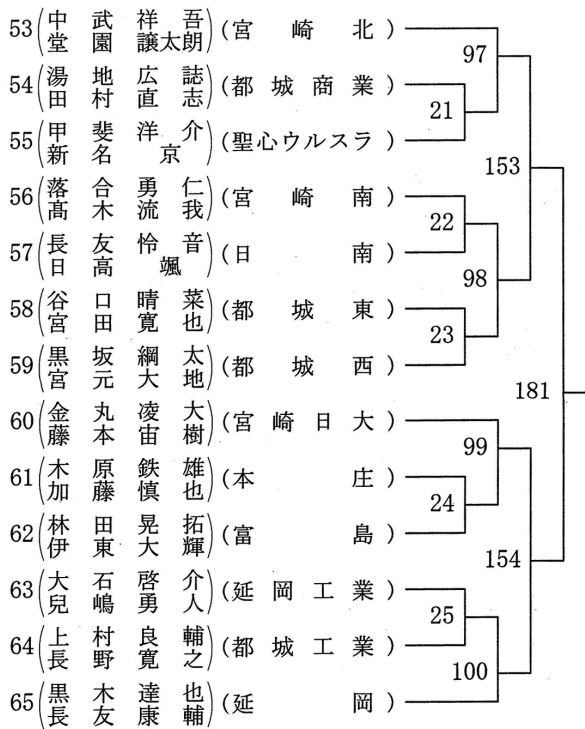 53(中武祥吾 堂園譲太朗)(宮崎北)
97
54(湯地広誌 田村直志)(都城商業)
21
55(甲斐洋介 新名京)(聖心ウルスラ)
153
56(落合勇仁 髙木流我)(宮崎南)
22
57(長友怜音 日高颯)(日南)
98
58(谷口晴菜 宮田寛也)(都城東)
23
59(黒坂綱太 宮元大地)(都城西)
181
60(金丸凌大 藤本宙樹)(宮崎日大)
99
61(木原鉄雄 加藤慎也)(本庄)
24
62(林田晃拓 伊東大輝)(富島)
154
63(大石啓介 兒嶋勇人)(延岡工業)
25
64(上村良輔 長野寛之)(都城工業)
100
65(黒木達也 長友康輔)(延岡)